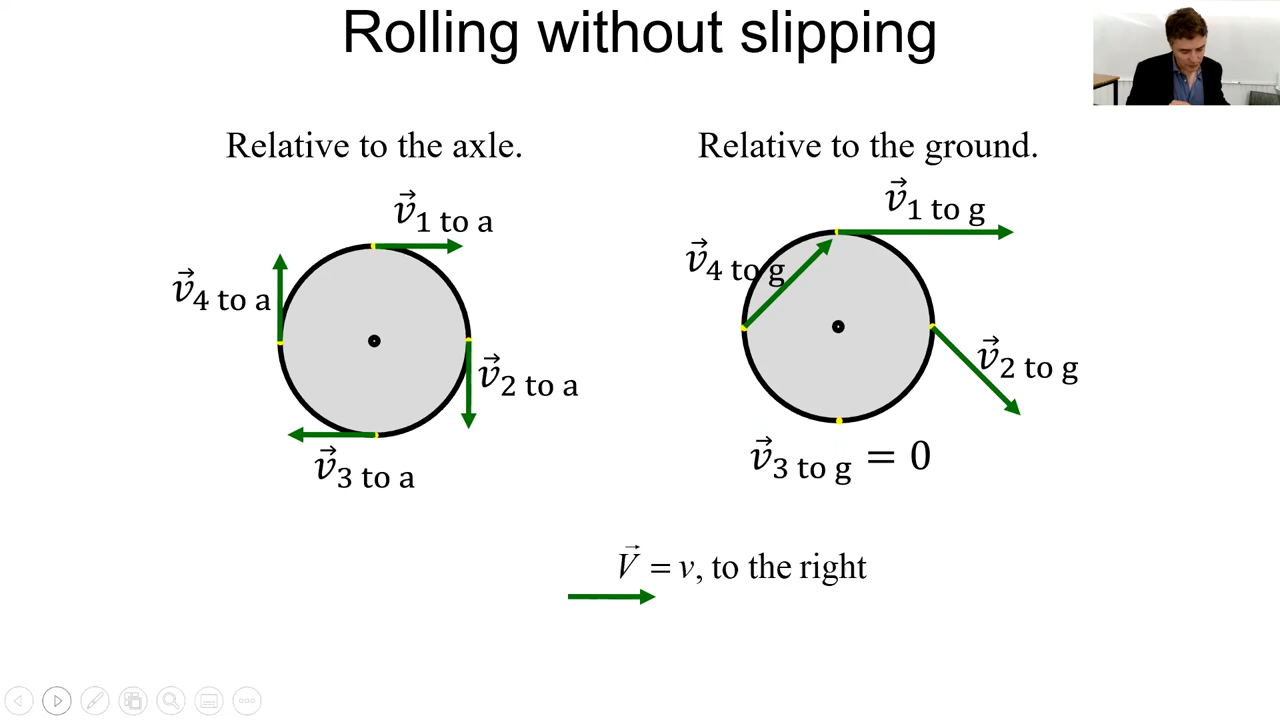 Rolling without slipping
Relative to the axle.
Relative to the ground.
v⃗₁ to a
v⃗₄ to a
v⃗₂ to a
v⃗₃ to a
v⃗₁ to g
v⃗₄ to g
v⃗₂ to g
v⃗₃ to g = 0
V⃗ = v, to the right